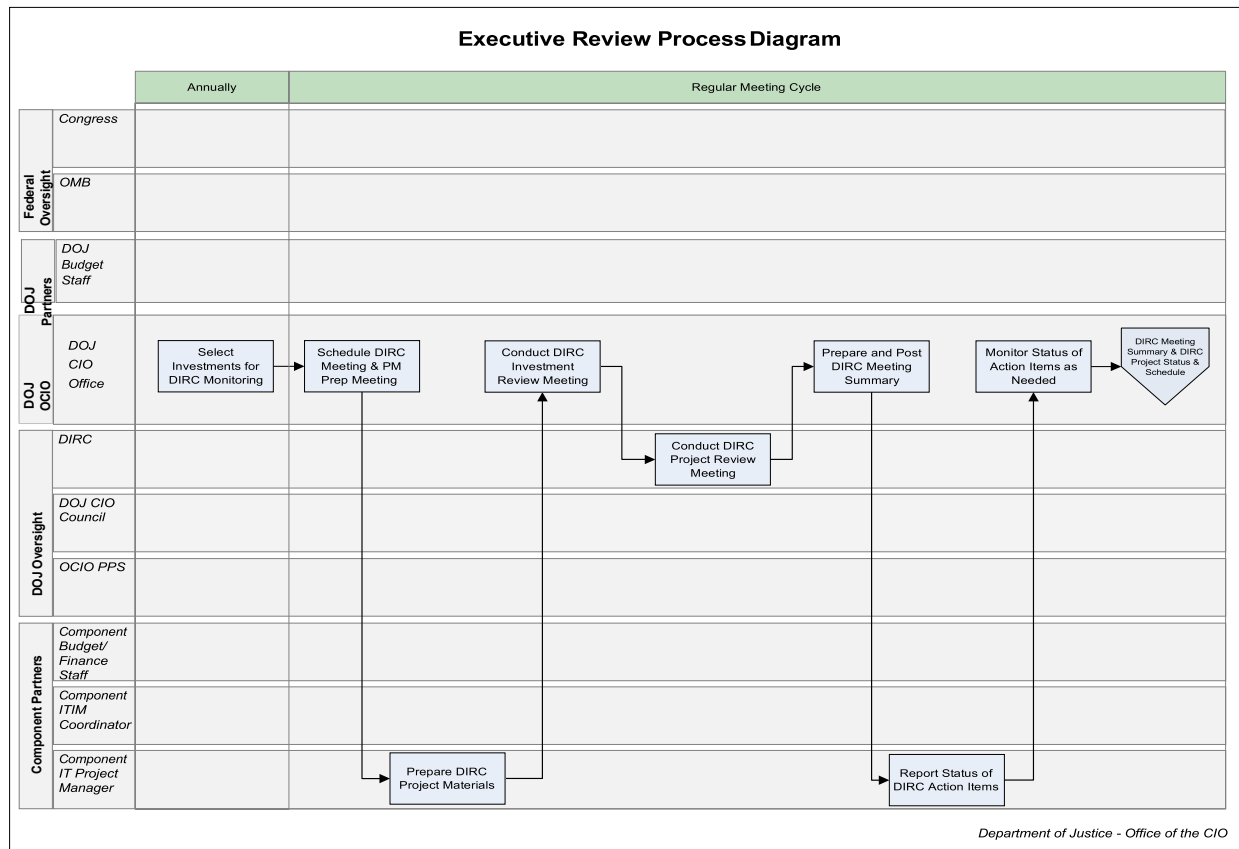 Executive Review Process Diagram
Annually
Regular Meeting Cycle
Federal
Oversight
Congress
OMB
DOJ
Partners
DOJ
Budget
Staff
DOJ
OCIO
DOJ
CIO
Office
Select
Investments for
DIRC Monitoring
Schedule DIRC
Meeting & PM
Prep Meeting
Conduct DIRC
Investment
Review Meeting
Prepare and Post
DIRC Meeting
Summary
Monitor Status of
Action Items as
Needed
DIRC Meeting
Summary & DIRC
Project Status &
Schedule
DOJ Oversight
DIRC
Conduct DIRC
Project Review
Meeting
DOJ CIO
Council
OCIO PPS
Component Partners
Component
Budget/
Finance
Staff
Component
ITIM
Coordinator
Component
IT Project
Manager
Prepare DIRC
Project Materials
Report Status of
DIRC Action Items
Department of Justice - Office of the CIO